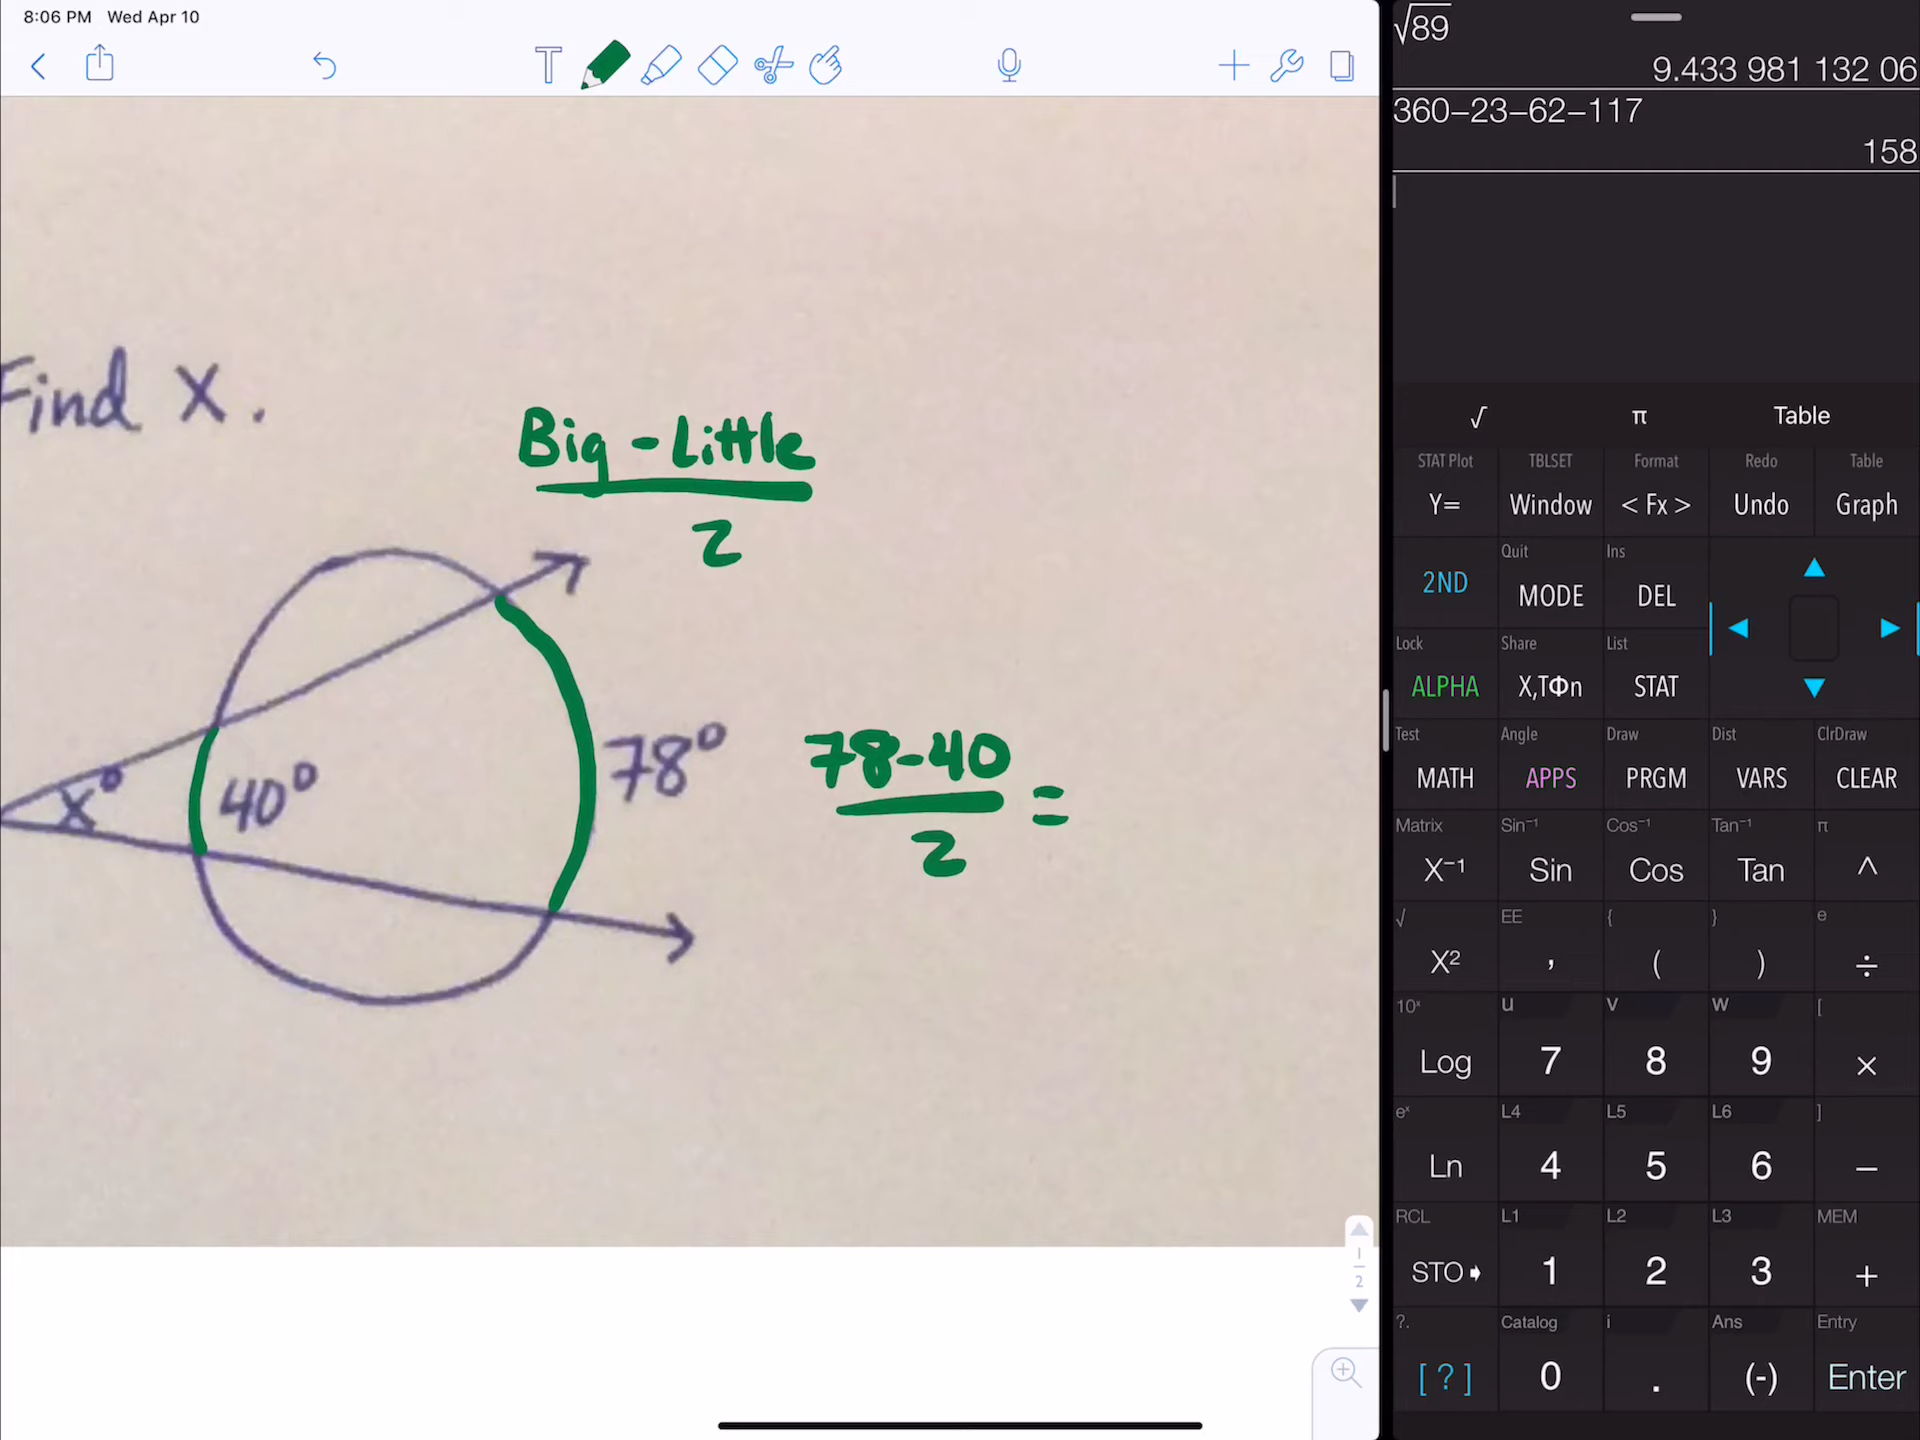 8:06 PM Wed Apr 10
T
Find X.
Big - Little
2
x°
40°
78°
78-40
2
=
1
2
√89
9.433 981 132 06
360–23–62–117
158
√ π Table
STAT Plot TBLSET Format Redo Table
Y= Window < Fx > Undo Graph
Quit Ins
2ND MODE DEL
Lock Share List
ALPHA X,TΦn STAT
Test Angle Draw Dist ClrDraw
MATH APPS PRGM VARS CLEAR
Matrix Sin⁻¹ Cos⁻¹ Tan⁻¹ π
X⁻¹ Sin Cos Tan ^
√ EE { } e
X² , ( ) ÷
10ˣ u v w [
Log 7 8 9 ×
eˣ L4 L5 L6 ]
Ln 4 5 6 −
RCL L1 L2 L3 MEM
STO➧ 1 2 3 +
?. Catalog i Ans Entry
[ ? ] 0 . (-) Enter